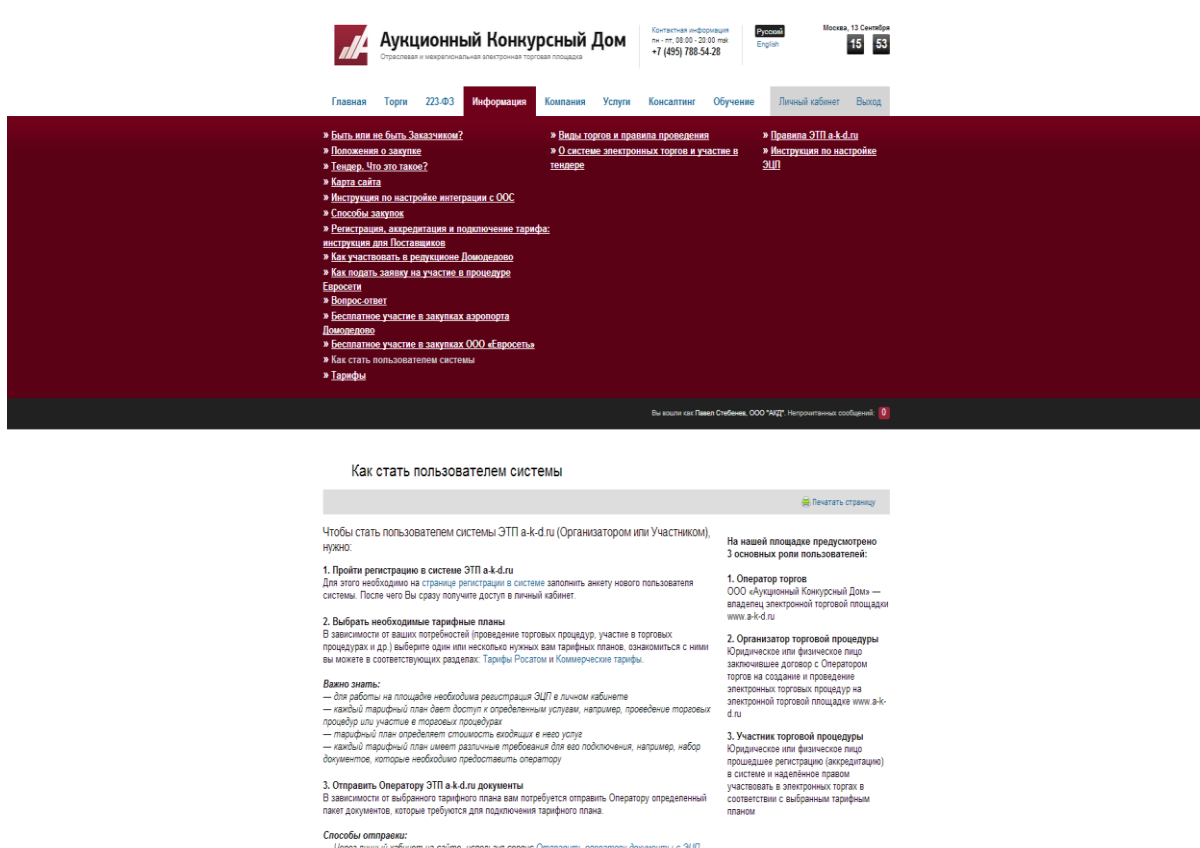 Аукционный Конкурсный Дом
Отраслевая и межрегиональная электронная торговая площадка
Контактная информация
пн - пт, 08:00 - 20:00 msk
+7 (495) 788-54-28
Русский
English
Москва, 13 Сентября
15 53
Главная Торги 223-ФЗ Информация Компания Услуги Консалтинг Обучение Личный кабинет Выход
» Быть или не быть Заказчиком?
» Положения о закупке
» Тендер. Что это такое?
» Карта сайта
» Инструкция по настройке интеграции с ООС
» Способы закупок
» Регистрация, аккредитация и подключение тарифа:
инструкция для Поставщиков
» Как участвовать в редукционе Домодедово
» Как подать заявку на участие в процедуре
Евросети
» Вопрос-ответ
» Бесплатное участие в закупках аэропорта
Домодедово
» Бесплатное участие в закупках ООО «Евросеть»
» Как стать пользователем системы
» Тарифы
» Виды торгов и правила проведения
» О системе электронных торгов и участие в
тендере
» Правила ЭТП a-k-d.ru
» Инструкция по настройке
ЭЦП
Вы вошли как Павел Стебенев, ООО "АКД". Непрочитанных сообщений: 0
Как стать пользователем системы
Печатать страницу
Чтобы стать пользователем системы ЭТП a-k-d.ru (Организатором или Участником),
нужно:
1. Пройти регистрацию в системе ЭТП a-k-d.ru
Для этого необходимо на странице регистрации в системе заполнить анкету нового пользователя
системы. После чего Вы сразу получите доступ в личный кабинет.
2. Выбрать необходимые тарифные планы
В зависимости от ваших потребностей (проведение торговых процедур, участие в торговых
процедурах и др.) выберите один или несколько нужных вам тарифных планов, ознакомиться с ними
вы можете в соответствующих разделах: Тарифы Росатом и Коммерческие тарифы.
Важно знать:
— для работы на площадке необходима регистрация ЭЦП в личном кабинете
— каждый тарифный план дает доступ к определенным услугам, например, проведение торговых
процедур или участие в торговых процедурах
— тарифный план определяет стоимость входящих в него услуг
— каждый тарифный план имеет различные требования для его подключения, например, набор
документов, которые необходимо предоставить оператору
3. Отправить Оператору ЭТП a-k-d.ru документы
В зависимости от выбранного тарифного плана вам потребуется отправить Оператору определенный
пакет документов, которые требуются для подключения тарифного плана.
Способы отправки:
— Через личный кабинет на сайте, используя сервис Отправить оператору документы с ЭЦП
На нашей площадке предусмотрено
3 основных роли пользователей:
1. Оператор торгов
ООО «Аукционный Конкурсный Дом» —
владелец электронной торговой площадки
www.a-k-d.ru
2. Организатор торговой процедуры
Юридическое или физическое лицо
заключившее договор с Оператором
торгов на создание и проведение
электронных торговых процедур на
электронной торговой площадке www.a-k-
d.ru
3. Участник торговой процедуры
Юридическое или физическое лицо
прошедшее регистрацию (аккредитацию)
в системе и наделённое правом
участвовать в электронных торгах в
соответствии с выбранным тарифным
планом